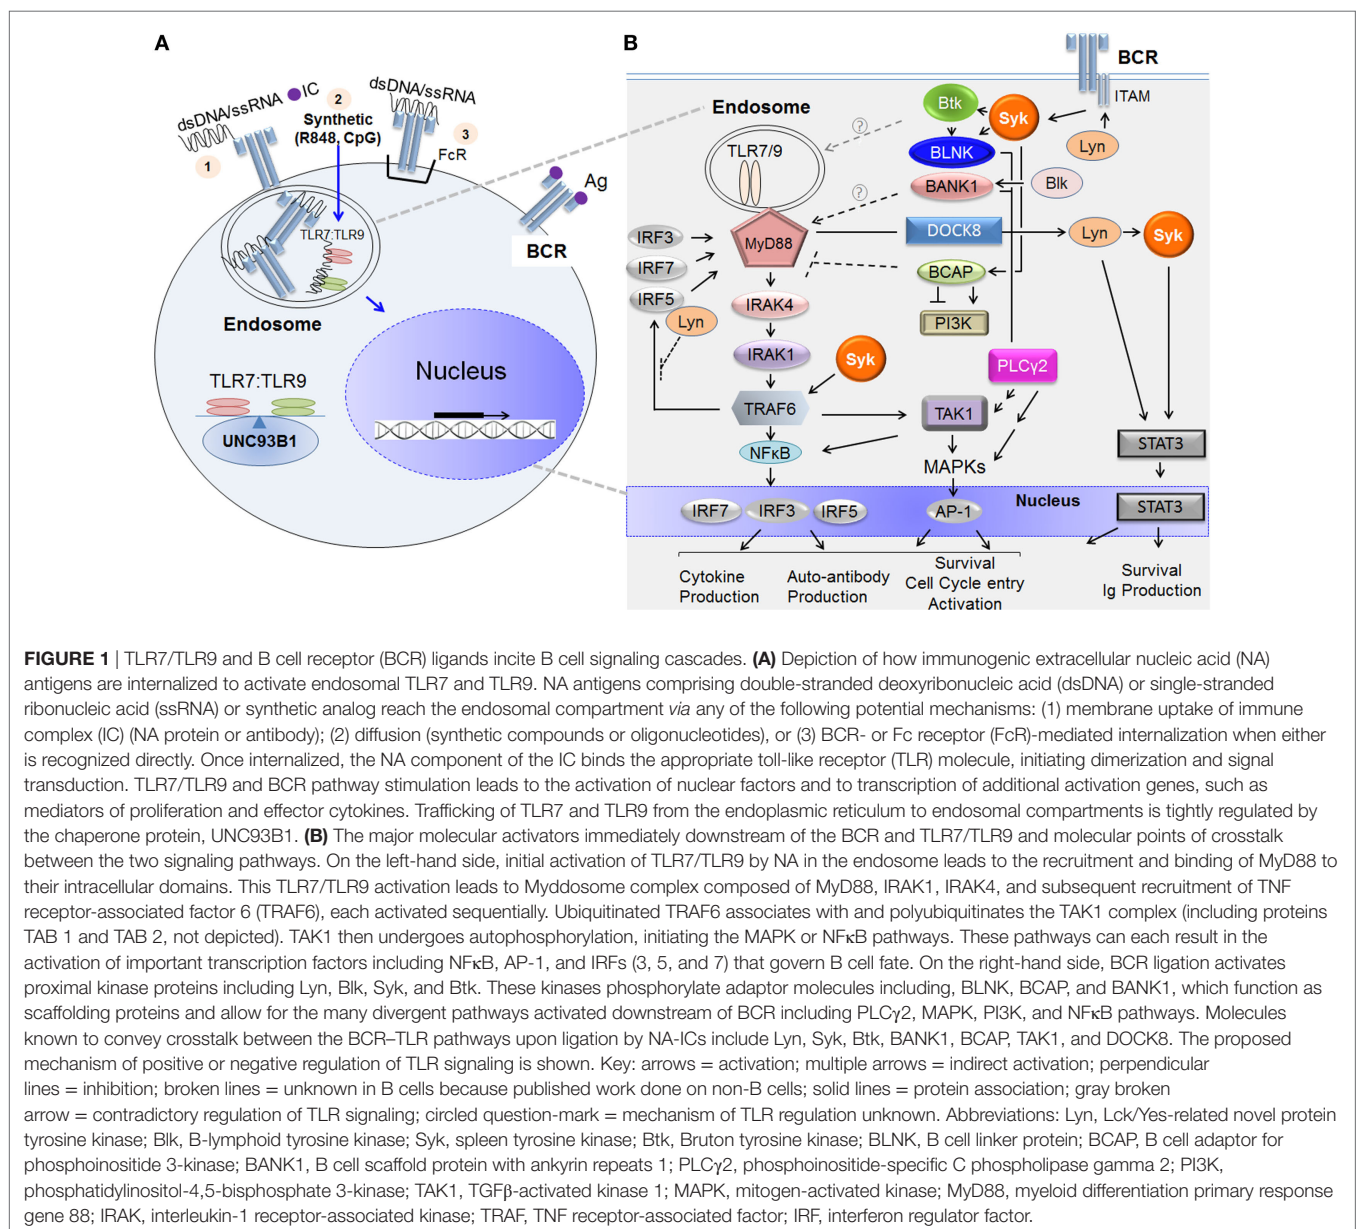 A
dsDNA/ssRNA
IC
2
Synthetic
(R848, CpG)
dsDNA/ssRNA
3
FcR
1
Ag
BCR
TLR7:TLR9
Endosome
Nucleus
TLR7:TLR9
UNC93B1
B
BCR
ITAM
Endosome
TLR7/9
Btk
Syk
?
Lyn
BLNK
BANK1
Blk
?
IRF3
IRF7
IRF5
Lyn
MyD88
DOCK8
Lyn
Syk
BCAP
PI3K
IRAK4
IRAK1
Syk
PLCγ2
TRAF6
TAK1
NFκB
MAPKs
STAT3
Nucleus
IRF7
IRF3
IRF5
AP-1
STAT3
Cytokine
Production
Auto-antibody
Production
Survival
Cell Cycle entry
Activation
Survival
Ig Production
FIGURE 1 | TLR7/TLR9 and B cell receptor (BCR) ligands incite B cell signaling cascades. (A) Depiction of how immunogenic extracellular nucleic acid (NA)
antigens are internalized to activate endosomal TLR7 and TLR9. NA antigens comprising double-stranded deoxyribonucleic acid (dsDNA) or single-stranded
ribonucleic acid (ssRNA) or synthetic analog reach the endosomal compartment via any of the following potential mechanisms: (1) membrane uptake of immune
complex (IC) (NA protein or antibody); (2) diffusion (synthetic compounds or oligonucleotides), or (3) BCR- or Fc receptor (FcR)-mediated internalization when either
is recognized directly. Once internalized, the NA component of the IC binds the appropriate toll-like receptor (TLR) molecule, initiating dimerization and signal
transduction. TLR7/TLR9 and BCR pathway stimulation leads to the activation of nuclear factors and to transcription of additional activation genes, such as
mediators of proliferation and effector cytokines. Trafficking of TLR7 and TLR9 from the endoplasmic reticulum to endosomal compartments is tightly regulated by
the chaperone protein, UNC93B1. (B) The major molecular activators immediately downstream of the BCR and TLR7/TLR9 and molecular points of crosstalk
between the two signaling pathways. On the left-hand side, initial activation of TLR7/TLR9 by NA in the endosome leads to the recruitment and binding of MyD88 to
their intracellular domains. This TLR7/TLR9 activation leads to Myddosome complex composed of MyD88, IRAK1, IRAK4, and subsequent recruitment of TNF
receptor-associated factor 6 (TRAF6), each activated sequentially. Ubiquitinated TRAF6 associates with and polyubiquitinates the TAK1 complex (including proteins
TAB 1 and TAB 2, not depicted). TAK1 then undergoes autophosphorylation, initiating the MAPK or NFκB pathways. These pathways can each result in the
activation of important transcription factors including NFκB, AP-1, and IRFs (3, 5, and 7) that govern B cell fate. On the right-hand side, BCR ligation activates
proximal kinase proteins including Lyn, Blk, Syk, and Btk. These kinases phosphorylate adaptor molecules including, BLNK, BCAP, and BANK1, which function as
scaffolding proteins and allow for the many divergent pathways activated downstream of BCR including PLCγ2, MAPK, PI3K, and NFκB pathways. Molecules
known to convey crosstalk between the BCR–TLR pathways upon ligation by NA-ICs include Lyn, Syk, Btk, BANK1, BCAP, TAK1, and DOCK8. The proposed
mechanism of positive or negative regulation of TLR signaling is shown. Key: arrows = activation; multiple arrows = indirect activation; perpendicular
lines = inhibition; broken lines = unknown in B cells because published work done on non-B cells; solid lines = protein association; gray broken
arrow = contradictory regulation of TLR signaling; circled question-mark = mechanism of TLR regulation unknown. Abbreviations: Lyn, Lck/Yes-related novel protein
tyrosine kinase; Blk, B-lymphoid tyrosine kinase; Syk, spleen tyrosine kinase; Btk, Bruton tyrosine kinase; BLNK, B cell linker protein; BCAP, B cell adaptor for
phosphoinositide 3-kinase; BANK1, B cell scaffold protein with ankyrin repeats 1; PLCγ2, phosphoinositide-specific C phospholipase gamma 2; PI3K,
phosphatidylinositol-4,5-bisphosphate 3-kinase; TAK1, TGFβ-activated kinase 1; MAPK, mitogen-activated kinase; MyD88, myeloid differentiation primary response
gene 88; IRAK, interleukin-1 receptor-associated kinase; TRAF, TNF receptor-associated factor; IRF, interferon regulator factor.